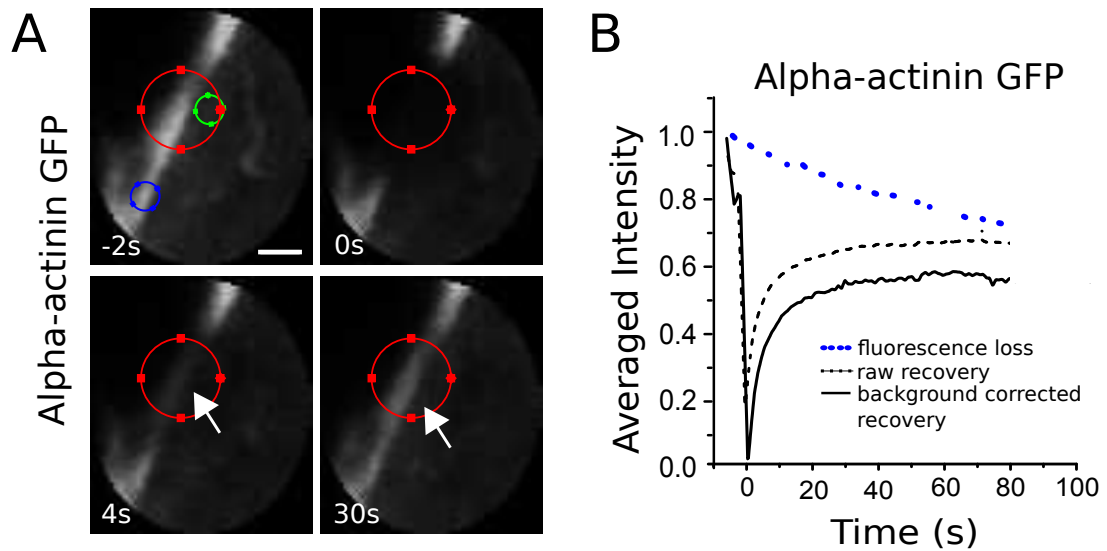 A
B
Alpha-actinin GFP
-2s
0s
4s
30s
Alpha-actinin GFP
Averaged Intensity
1.0
0.8
0.6
0.4
0.2
0.0
fluorescence loss
raw recovery
background corrected
recovery
0
20
40
60
80
100
Time (s)